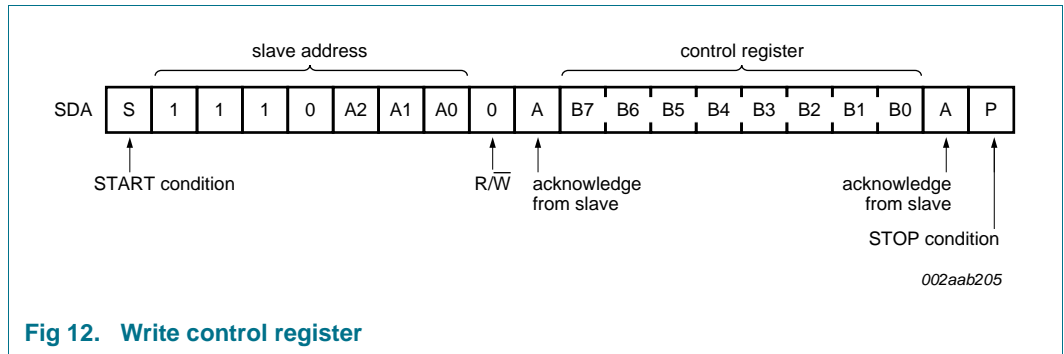 slave address
control register
SDA S 1 1 1 0 A2 A1 A0 0 A B7 B6 B5 B4 B3 B2 B1 B0 A P
START condition
R/W̅
acknowledge
from slave
acknowledge
from slave
STOP condition
002aab205
Fig 12. Write control register